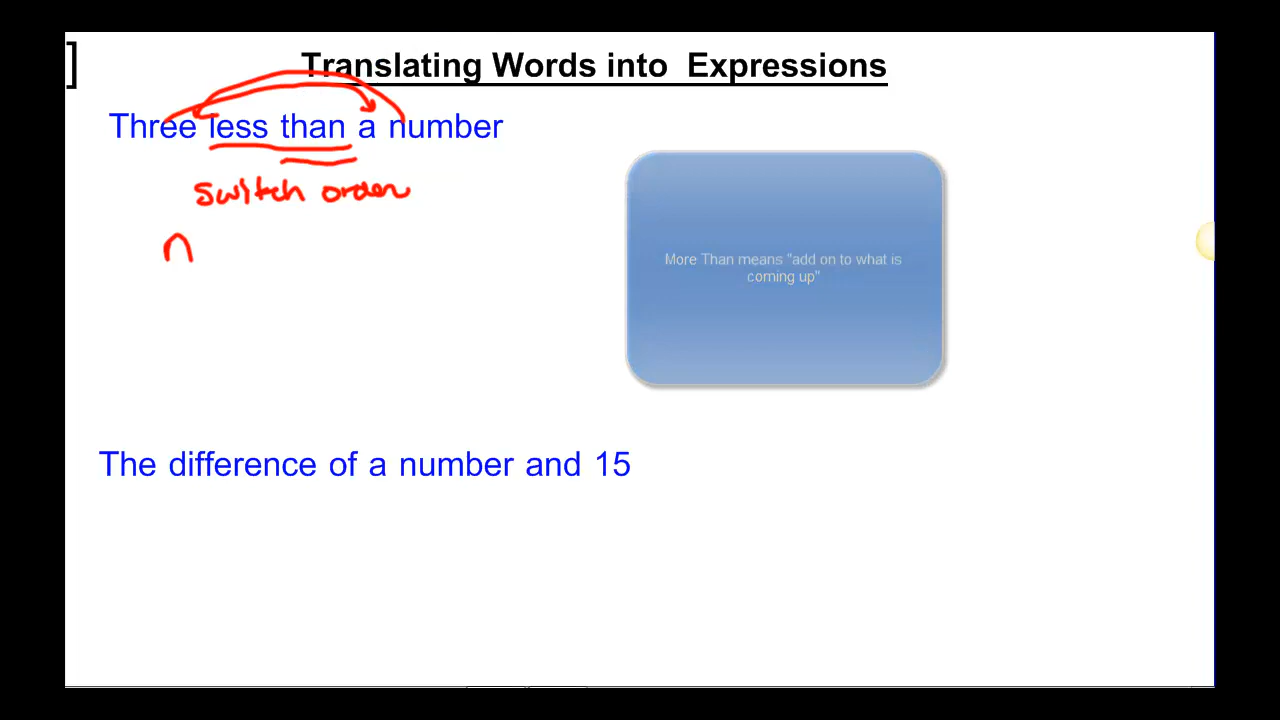 ]
Translating Words into Expressions
Three less than a number
switch order
n
More Than means "add on to what is
coming up"
The difference of a number and 15